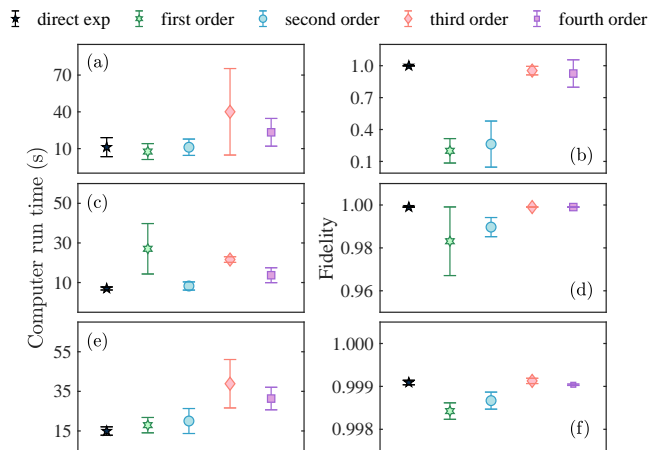 direct exp first order second order third order fourth order
(a)
70
40
10
1.0
0.7
0.4
0.1
(b)
(c)
50
30
10
1.00
0.98
0.96
(d)
(e)
55
35
15
1.000
0.999
0.998
(f)
Computer run time (s)
Fidelity